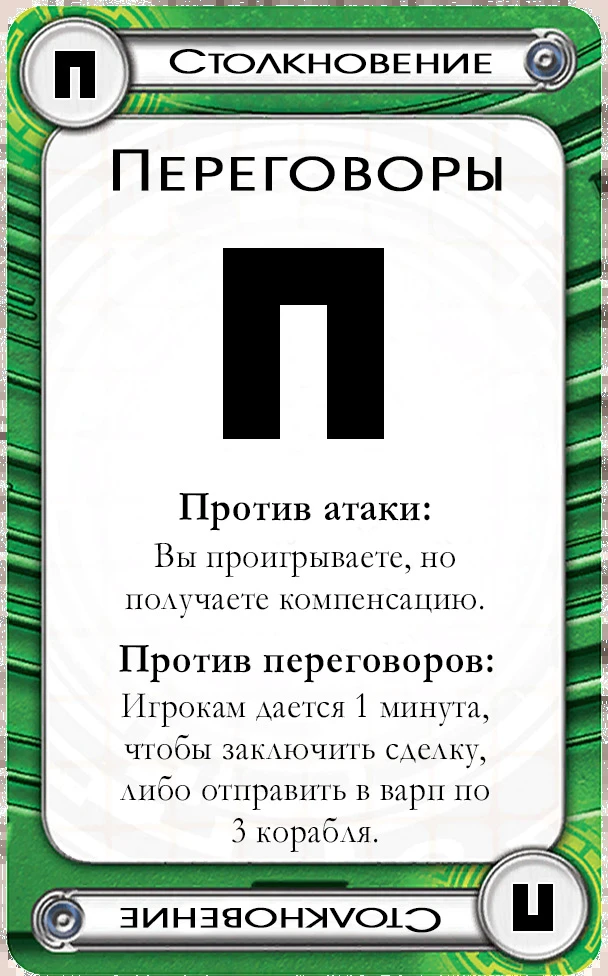 П
Столкновение
Переговоры
П
Против атаки:
Вы проигрываете, но
получаете компенсацию.
Против переговоров:
Игрокам дается 1 минута,
чтобы заключить сделку,
либо отправить в варп по
3 корабля.
П
Столкновение